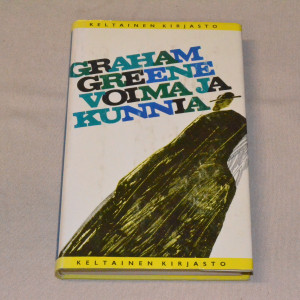 KELTAINEN KIRJASTO
GRAHAM
GREENE
VOIMA JA
KUNNIA
KELTAINEN KIRJASTO